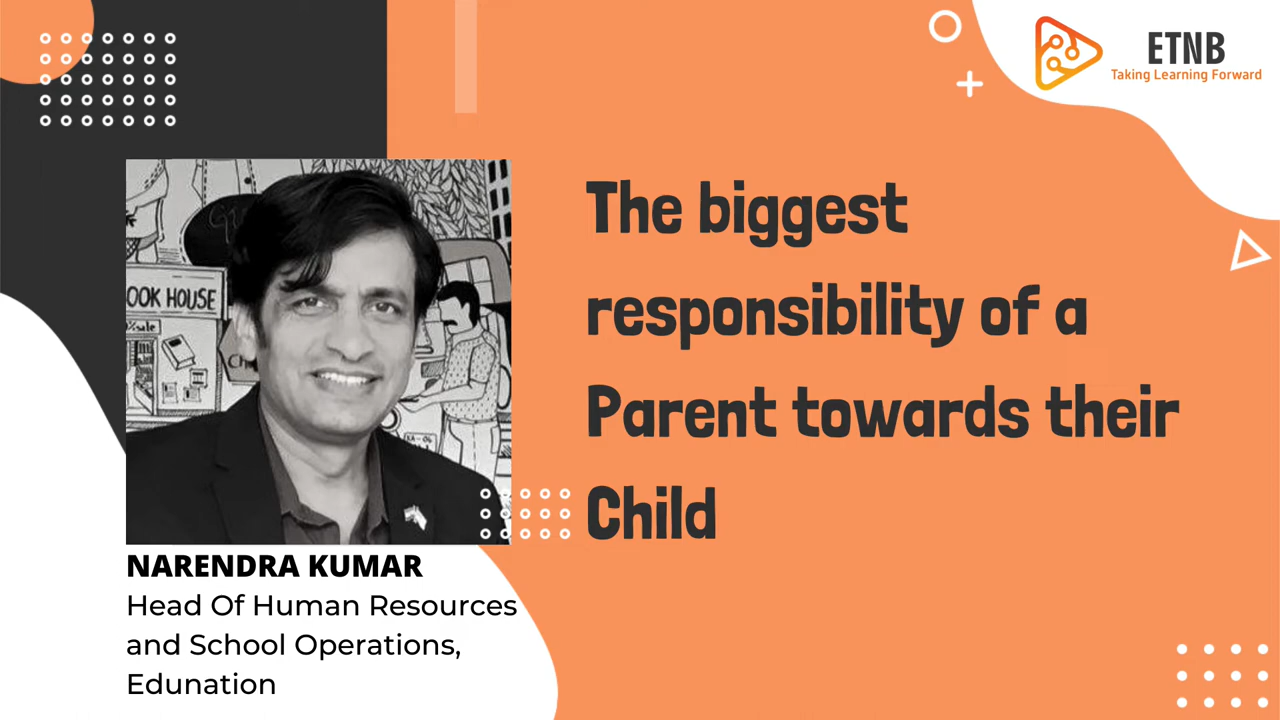 ETNB
Taking Learning Forward
The biggest
responsibility of a
Parent towards their
Child
OOK HOUSE
NARENDRA KUMAR
Head Of Human Resources
and School Operations,
Edunation